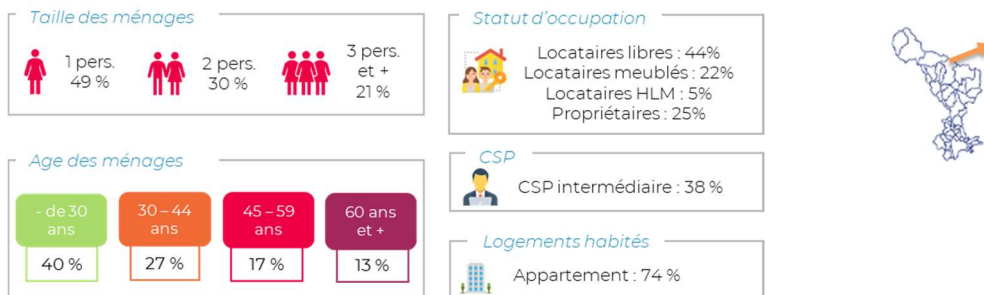 Taille des ménages
1 pers.
49 %
2 pers.
30 %
3 pers.
et +
21 %
Age des ménages
- de 30
ans
40 %
30 – 44
ans
27 %
45 – 59
ans
17 %
60 ans
et +
13 %
Statut d'occupation
Locataires libres : 44%
Locataires meublés : 22%
Locataires HLM : 5%
Propriétaires : 25%
CSP
CSP intermédiaire : 38 %
Logements habités
Appartement : 74 %